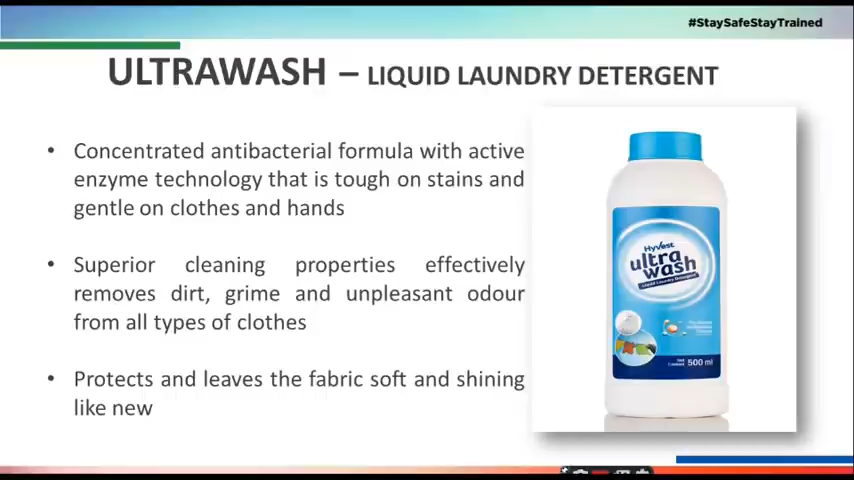 #StaySafeStayTrained
ULTRAWASH – LIQUID LAUNDRY DETERGENT
• Concentrated antibacterial formula with active
enzyme technology that is tough on stains and
gentle on clothes and hands
• Superior cleaning properties effectively
removes dirt, grime and unpleasant odour
from all types of clothes
• Protects and leaves the fabric soft and shining
like new
HyVest
ultra
wash
Liquid Laundry Detergent
500 ml